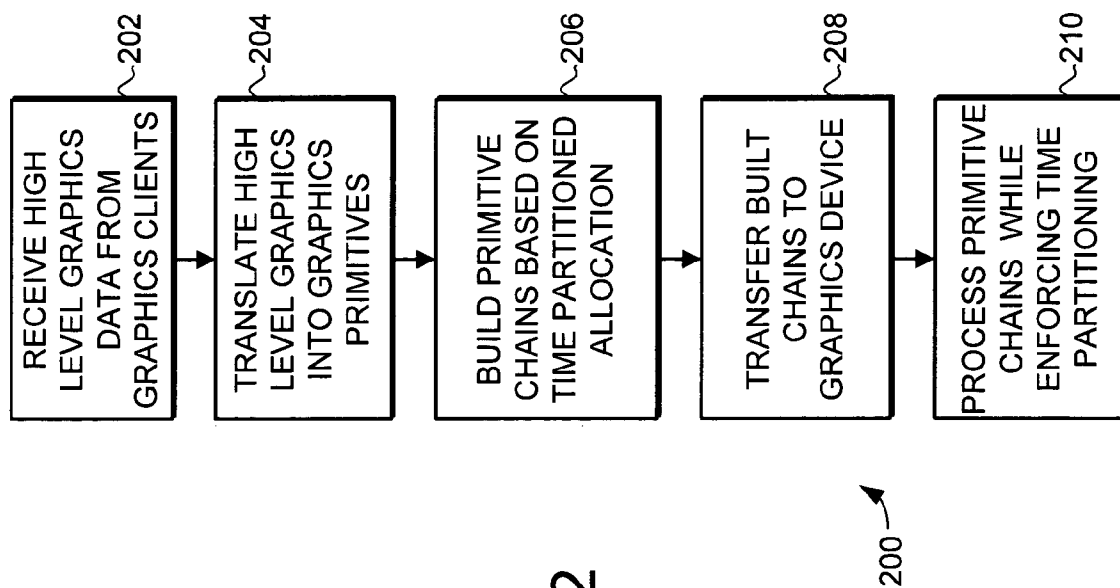 RECEIVE HIGH
LEVEL GRAPHICS
DATA FROM
GRAPHICS CLIENTS
202
TRANSLATE HIGH
LEVEL GRAPHICS
INTO GRAPHICS
PRIMITIVES
204
BUILD PRIMITIVE
CHAINS BASED ON
TIME PARTITIONED
ALLOCATION
206
TRANSFER BUILT
CHAINS TO
GRAPHICS DEVICE
208
PROCESS PRIMITIVE
CHAINS WHILE
ENFORCING TIME
PARTITIONING
210
200
2